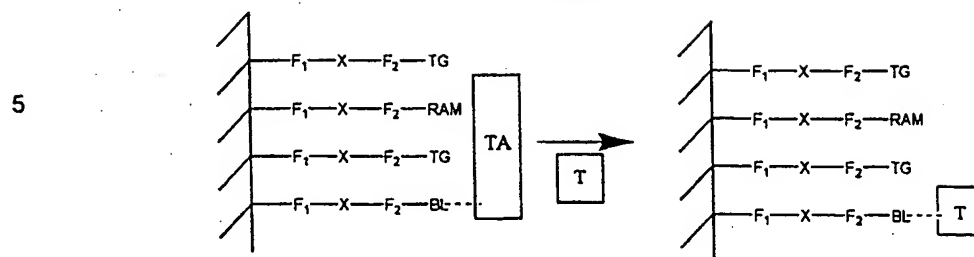 F₁—X—F₂—TG F₁—X—F₂—TG
5 F₁—X—F₂—RAM TA F₁—X—F₂—RAM
T
F₁—X—F₂—TG F₁—X—F₂—TG
F₁—X—F₂—BL F₁—X—F₂—BL T